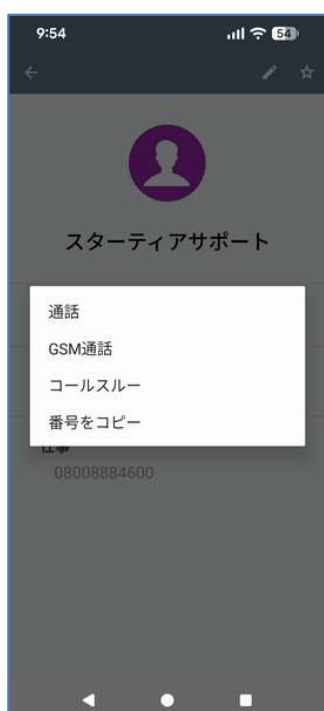 9:54
54
スターティアサポート
通話
GSM通話
コールスルー
番号をコピー
仕事
08008884600